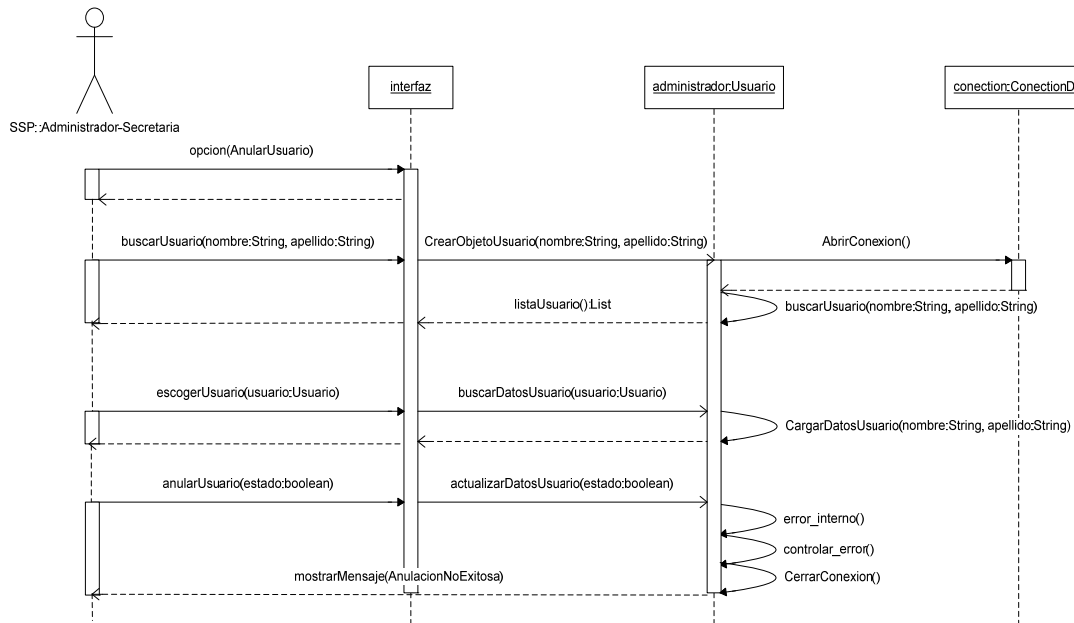 interfaz
administrador:Usuario
conection:ConectionD
SSP::Administrador-Secretaria
opcion(AnularUsuario)
buscarUsuario(nombre:String, apellido:String)
CrearObjetoUsuario(nombre:String, apellido:String)
AbrirConexion()
listaUsuario():List
buscarUsuario(nombre:String, apellido:String)
escogerUsuario(usuario:Usuario)
buscarDatosUsuario(usuario:Usuario)
CargarDatosUsuario(nombre:String, apellido:String)
anularUsuario(estado:boolean)
actualizarDatosUsuario(estado:boolean)
error_interno()
controlar_error()
mostrarMensaje(AnulacionNoExitosa)
CerrarConexion()